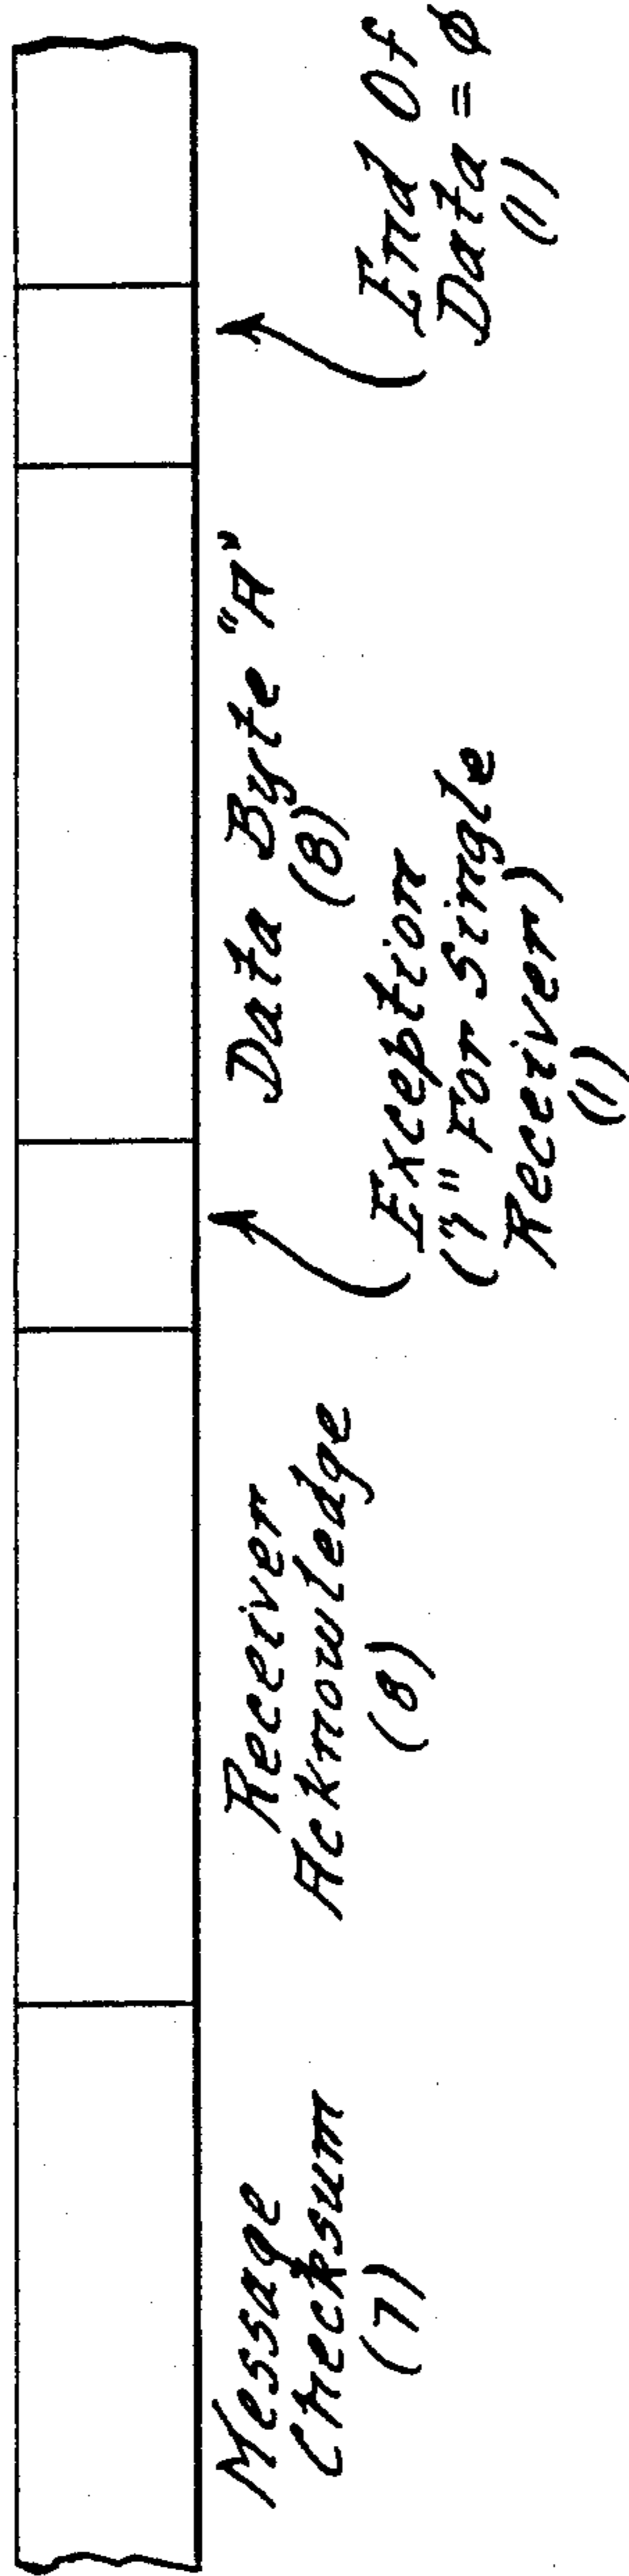 Message
Checksum
(7)
Receiver
Acknowledge
(8)
Exception
("1" For Single
Receiver)
(1)
Data Byte "A"
(8)
End Of
Data = ϕ
(1)